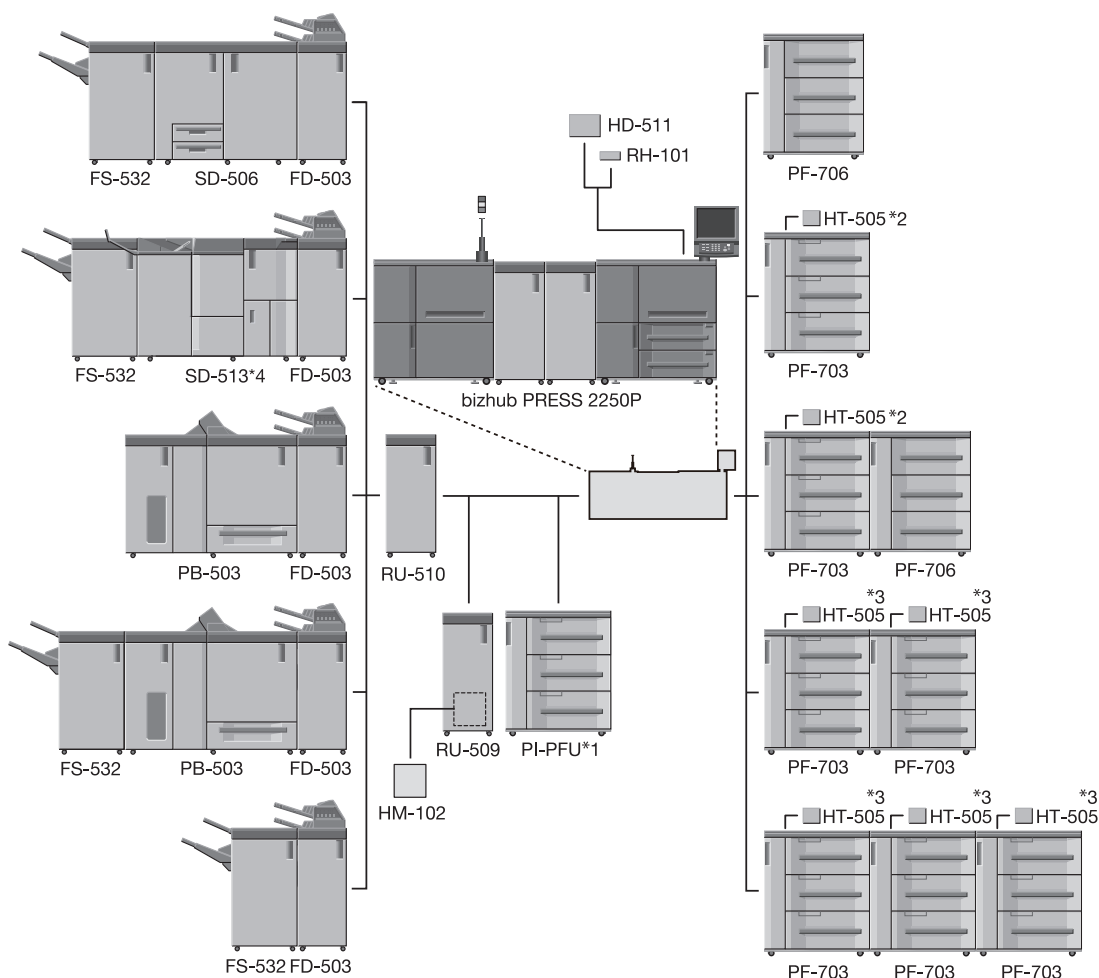 FS-532 SD-506 FD-503
HD-511
RH-101
PF-706
HT-505 *2
FS-532 SD-513*4 FD-503
bizhub PRESS 2250P
PF-703
HT-505 *2
PB-503 FD-503
RU-510
PF-703 PF-706
*3 *3
HT-505 HT-505
FS-532 PB-503 FD-503
RU-509 PI-PFU*1
PF-703 PF-703
HM-102
*3 *3 *3
HT-505 HT-505 HT-505
FS-532 FD-503
PF-703 PF-703 PF-703